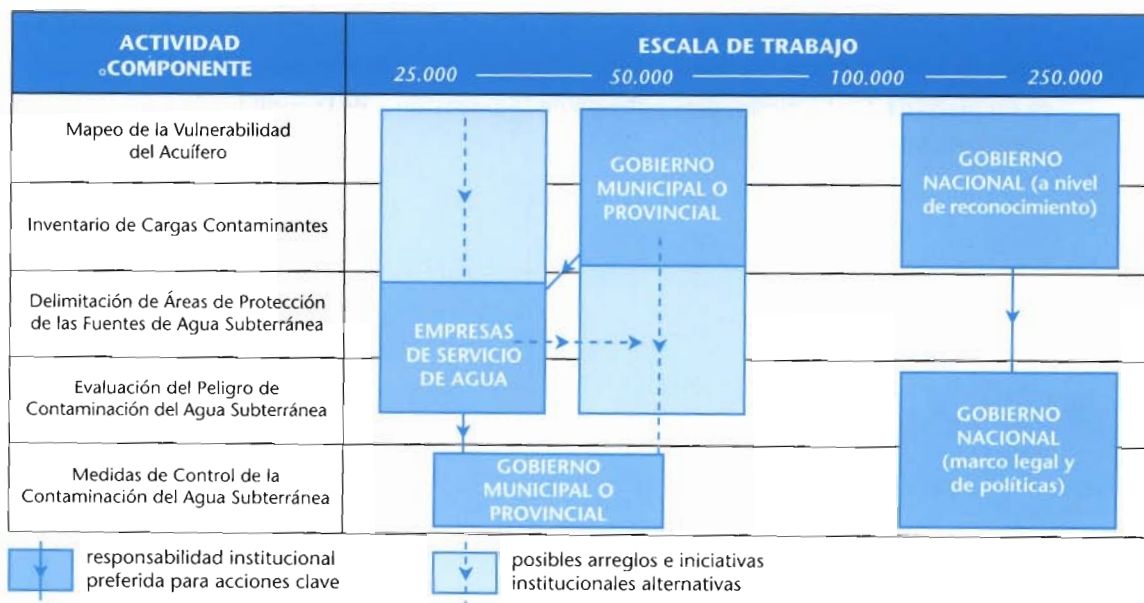 ACTIVIDAD
COMPONENTE
ESCALA DE TRABAJO
25.000 50.000 100.000 250.000
Mapeo de la Vulnerabilidad
del Acuífero
Inventario de Cargas Contaminantes
Delimitación de Áreas de Protección
de las Fuentes de Agua Subterránea
Evaluación del Peligro de
Contaminación del Agua Subterránea
Medidas de Control de la
Contaminación del Agua Subterránea
GOBIERNO
MUNICIPAL O
PROVINCIAL
GOBIERNO
NACIONAL (a nivel
de reconocimiento)
EMPRESAS
DE SERVICIO
DE AGUA
GOBIERNO
NACIONAL
(marco legal y
de políticas)
GOBIERNO
MUNICIPAL O
PROVINCIAL
responsabilidad institucional
preferida para acciones clave
posibles arreglos e iniciativas
institucionales alternativas